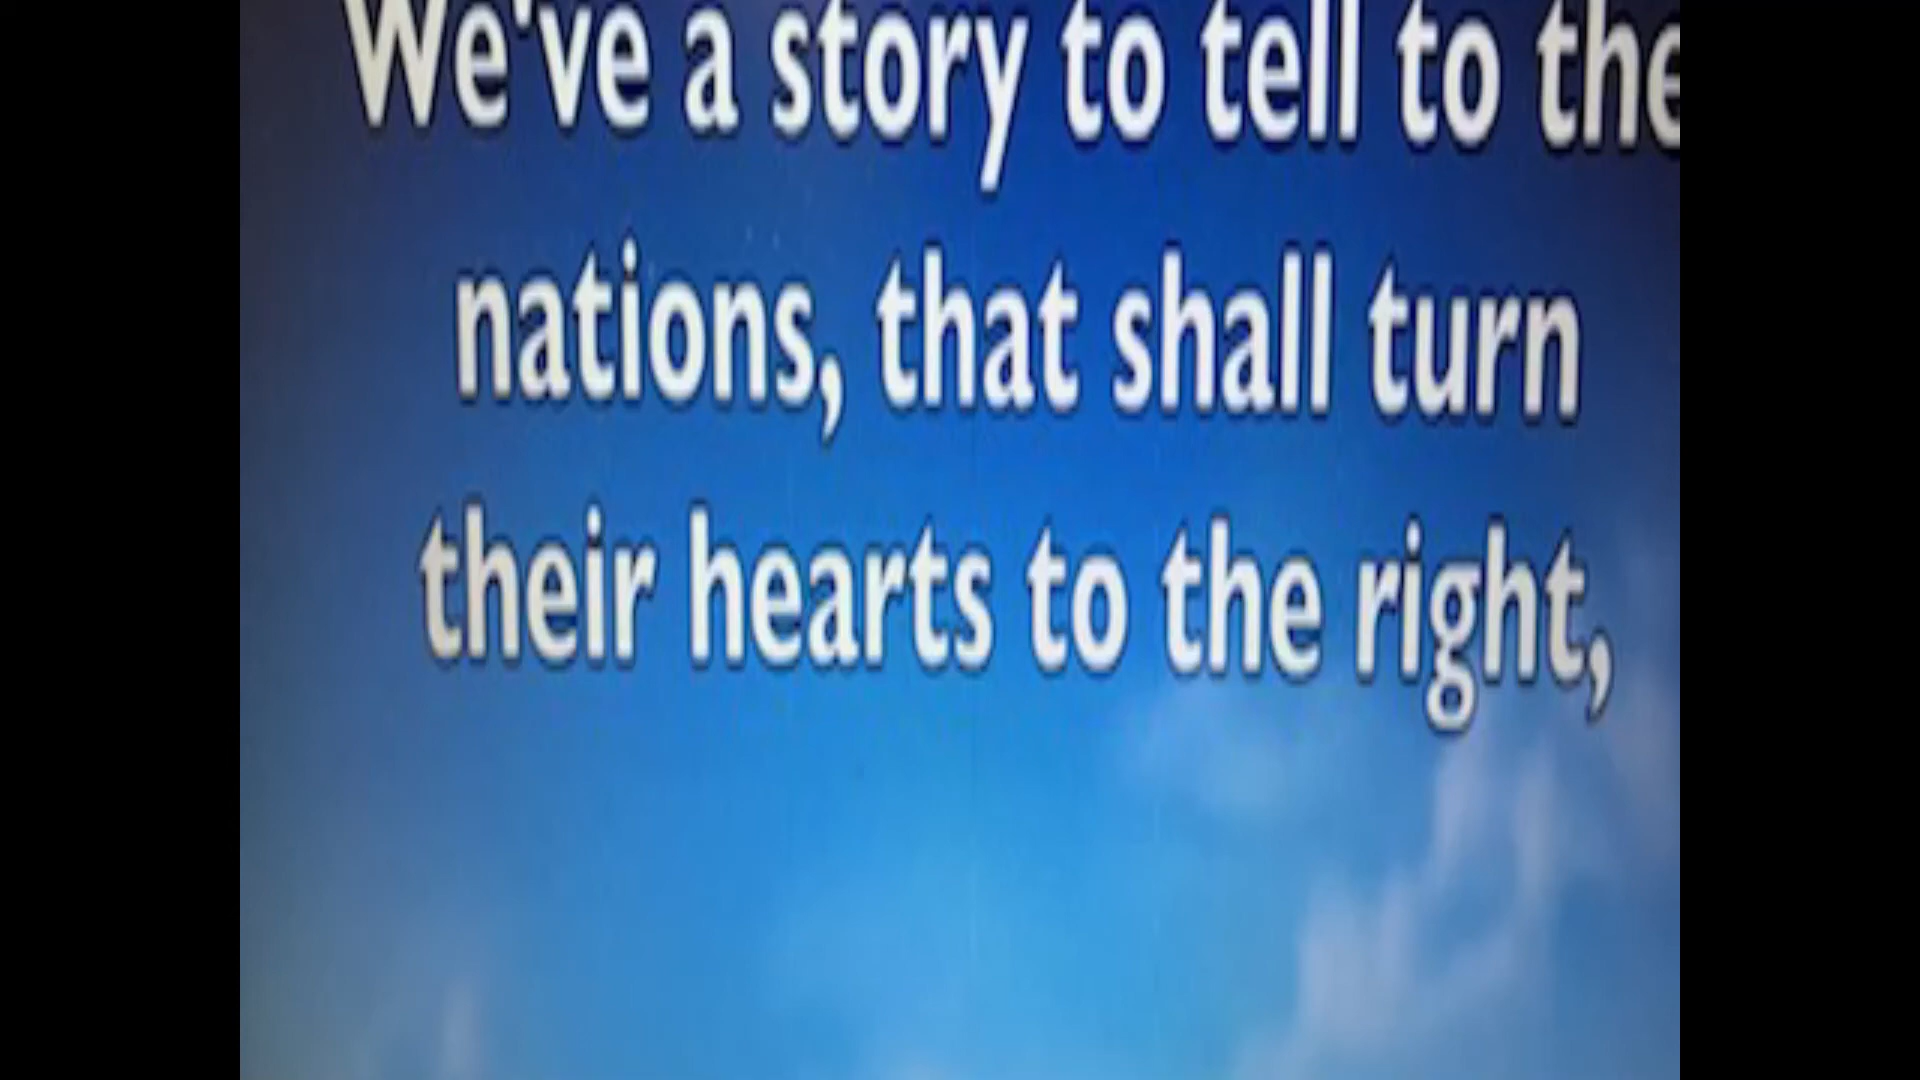 We've a story to tell to the
nations, that shall turn
their hearts to the right,